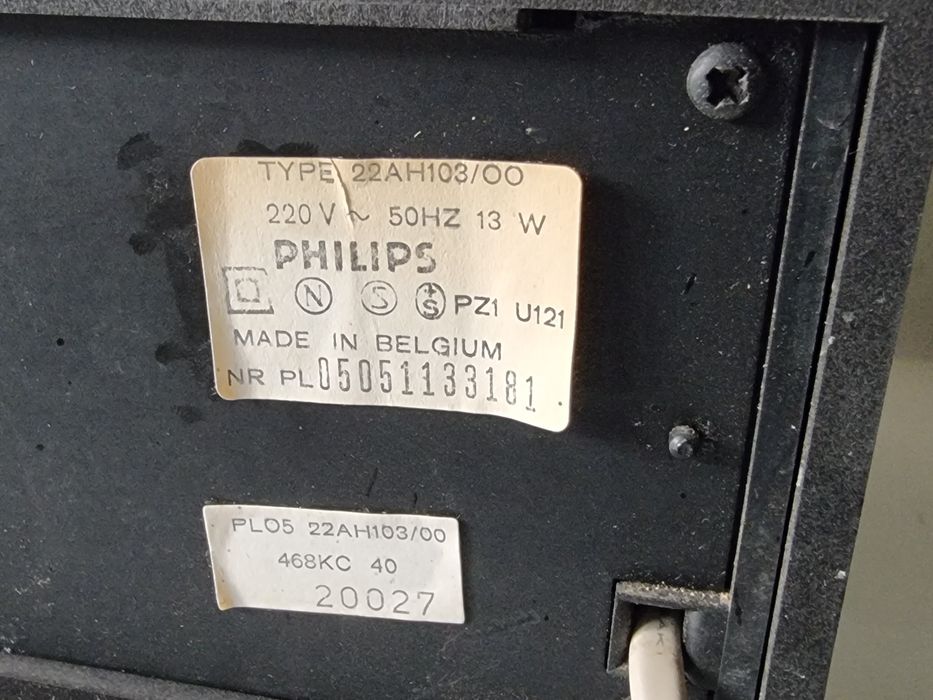 TYPE 22AH103/00
220 V ~ 50HZ 13 W
PHILIPS
N S +S PZ1 U121
MADE IN BELGIUM
NR PL05051133181
PL05 22AH103/00
468KC 40
20027